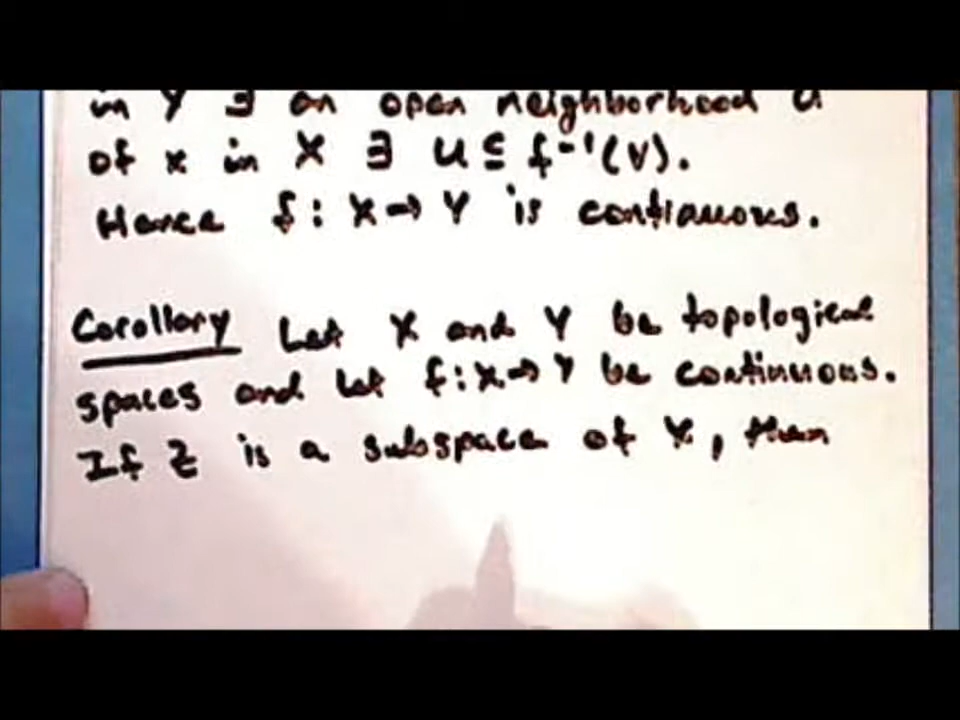 in Y ∃ an open neighborhood U
of x in X ∋ U ⊆ f⁻¹(V).
Hence f : X → Y is continuous.
Corollary Let X and Y be topological
spaces and let f : X → Y be continuous.
If Z is a subspace of X, then